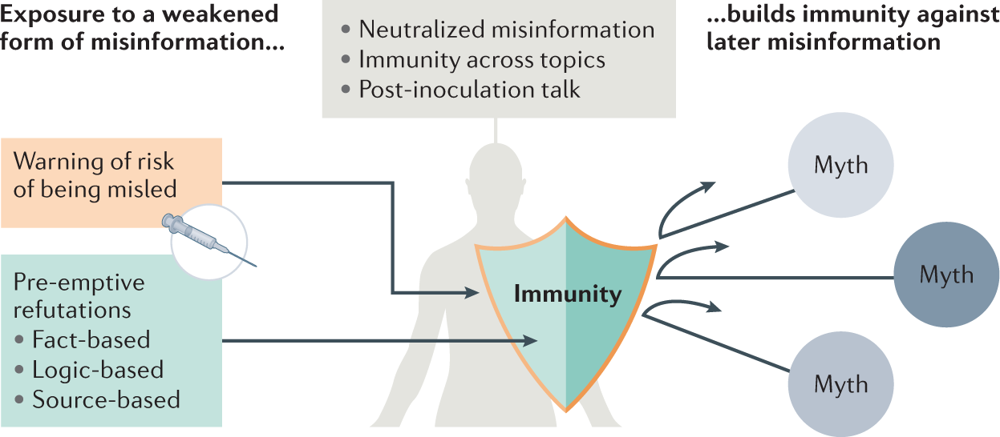 Exposure to a weakened
form of misinformation...
• Neutralized misinformation
• Immunity across topics
• Post-inoculation talk
...builds immunity against
later misinformation
Warning of risk
of being misled
Pre-emptive
refutations
• Fact-based
• Logic-based
• Source-based
Immunity
Myth
Myth
Myth